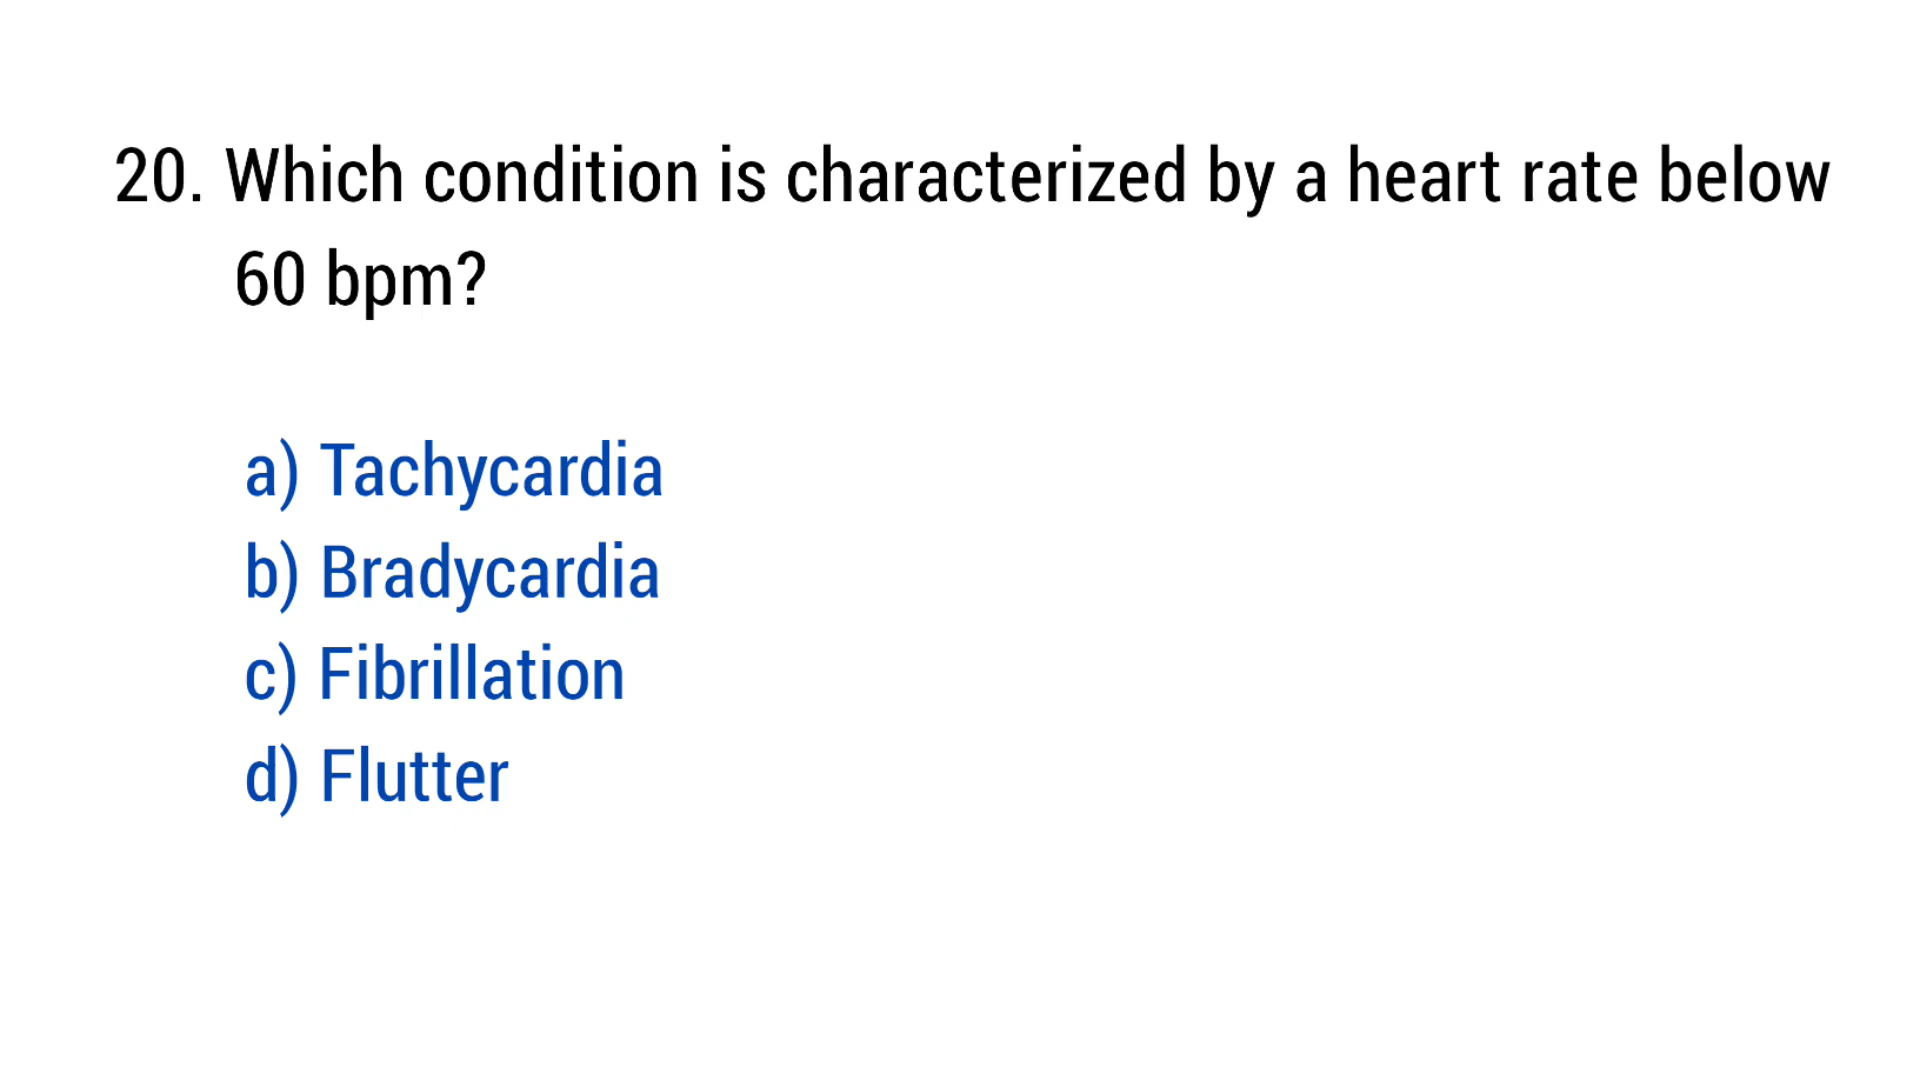 20. Which condition is characterized by a heart rate below
60 bpm?
a) Tachycardia
b) Bradycardia
c) Fibrillation
d) Flutter